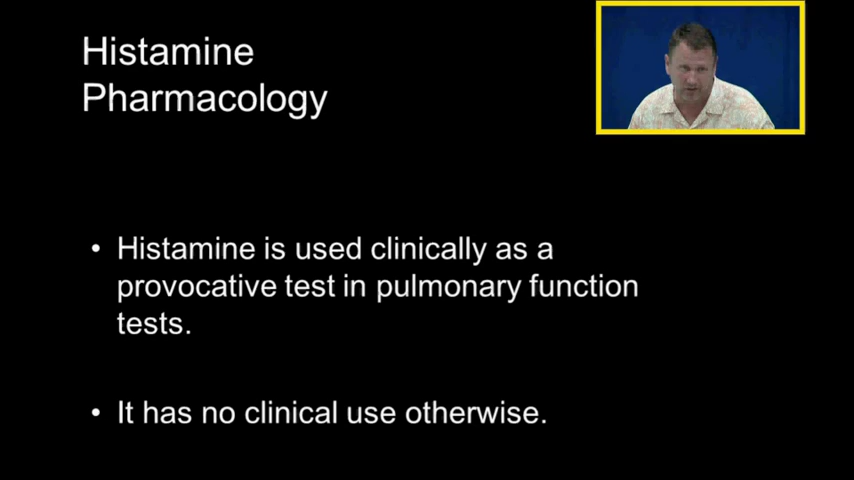 Histamine
Pharmacology
• Histamine is used clinically as a
provocative test in pulmonary function
tests.
• It has no clinical use otherwise.